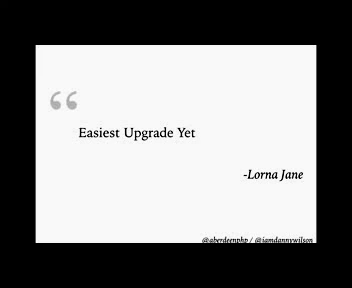 “
Easiest Upgrade Yet
-Lorna Jane
@aberdeenphp / @iamdannywilson